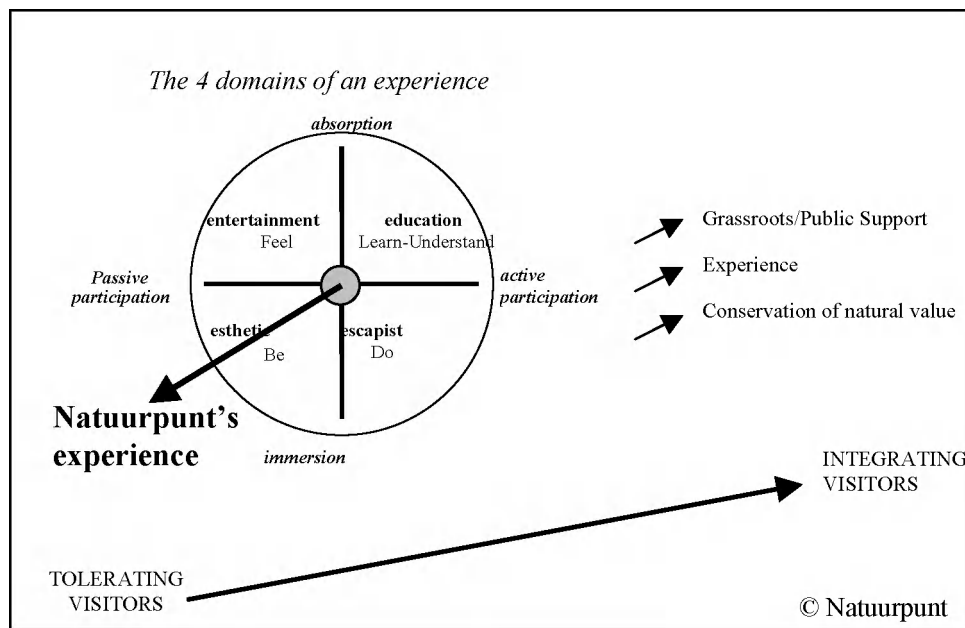 The 4 domains of an experience
absorption
entertainment
Feel
education
Learn-Understand
Passive
participation
active
participation
esthetic
Be
escapist
Do
Natuurpunt's
experience
immersion
Grassroots/Public Support
Experience
Conservation of natural value
INTEGRATING
VISITORS
TOLERATING
VISITORS
© Natuurpunt